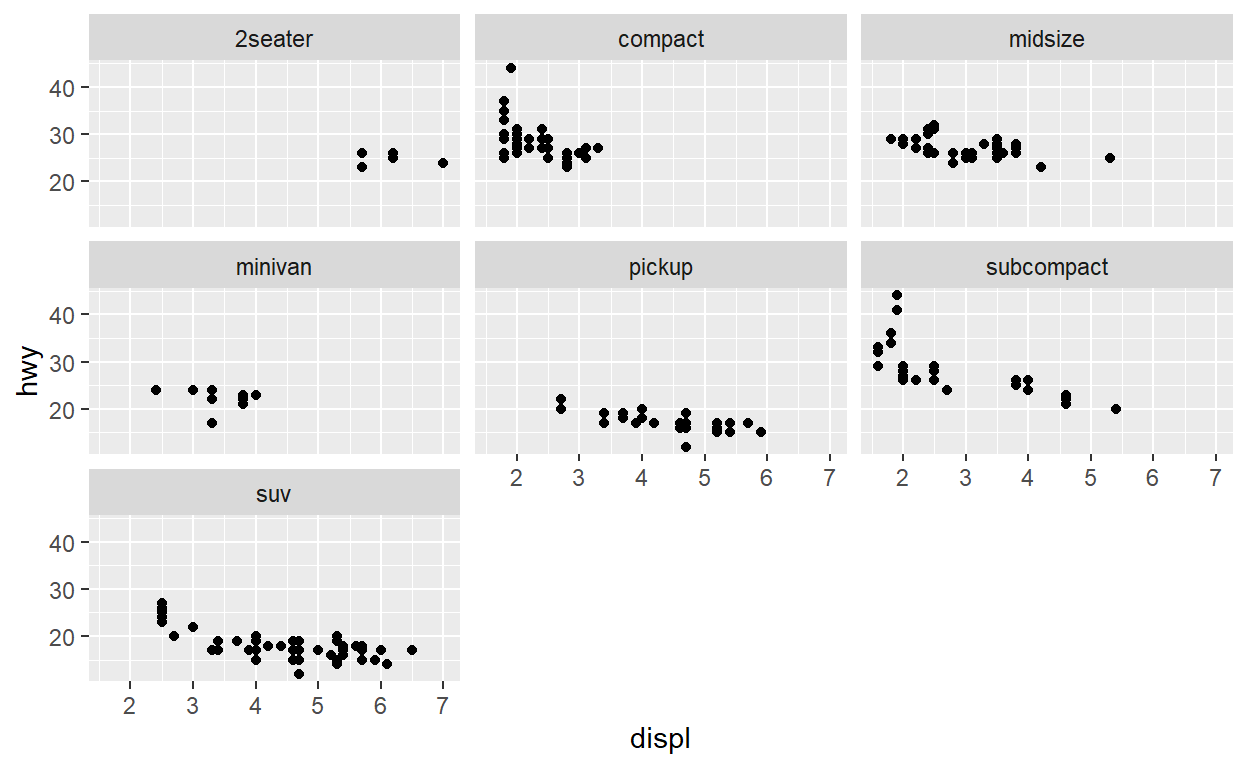 2seater compact midsize
40
30
20
minivan pickup subcompact
40
30
20
hwy
2 3 4 5 6 7 2 3 4 5 6 7
suv
40
30
20
2 3 4 5 6 7
displ